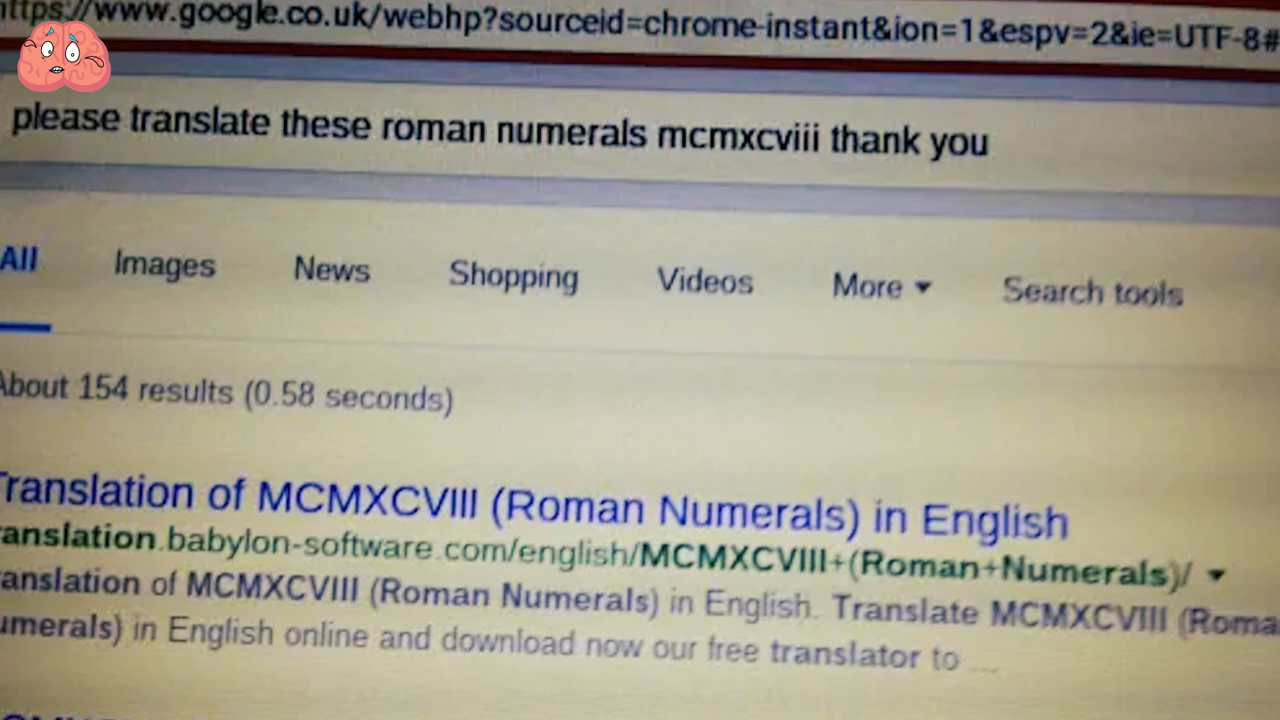 ttps://www.google.co.uk/webhp?sourceid=chrome-instant&ion=1&espv=2&ie=UTF-8#
please translate these roman numerals mcmxcviii thank you
All Images News Shopping Videos More Search tools
About 154 results (0.58 seconds)
Translation of MCMXCVIII (Roman Numerals) in English
anslation.babylon-software.com/english/MCMXCVIII+(Roman+Numerals)/
anslation of MCMXCVIII (Roman Numerals) in English. Translate MCMXCVIII (Roma
umerals) in English online and download now our free translator to ...